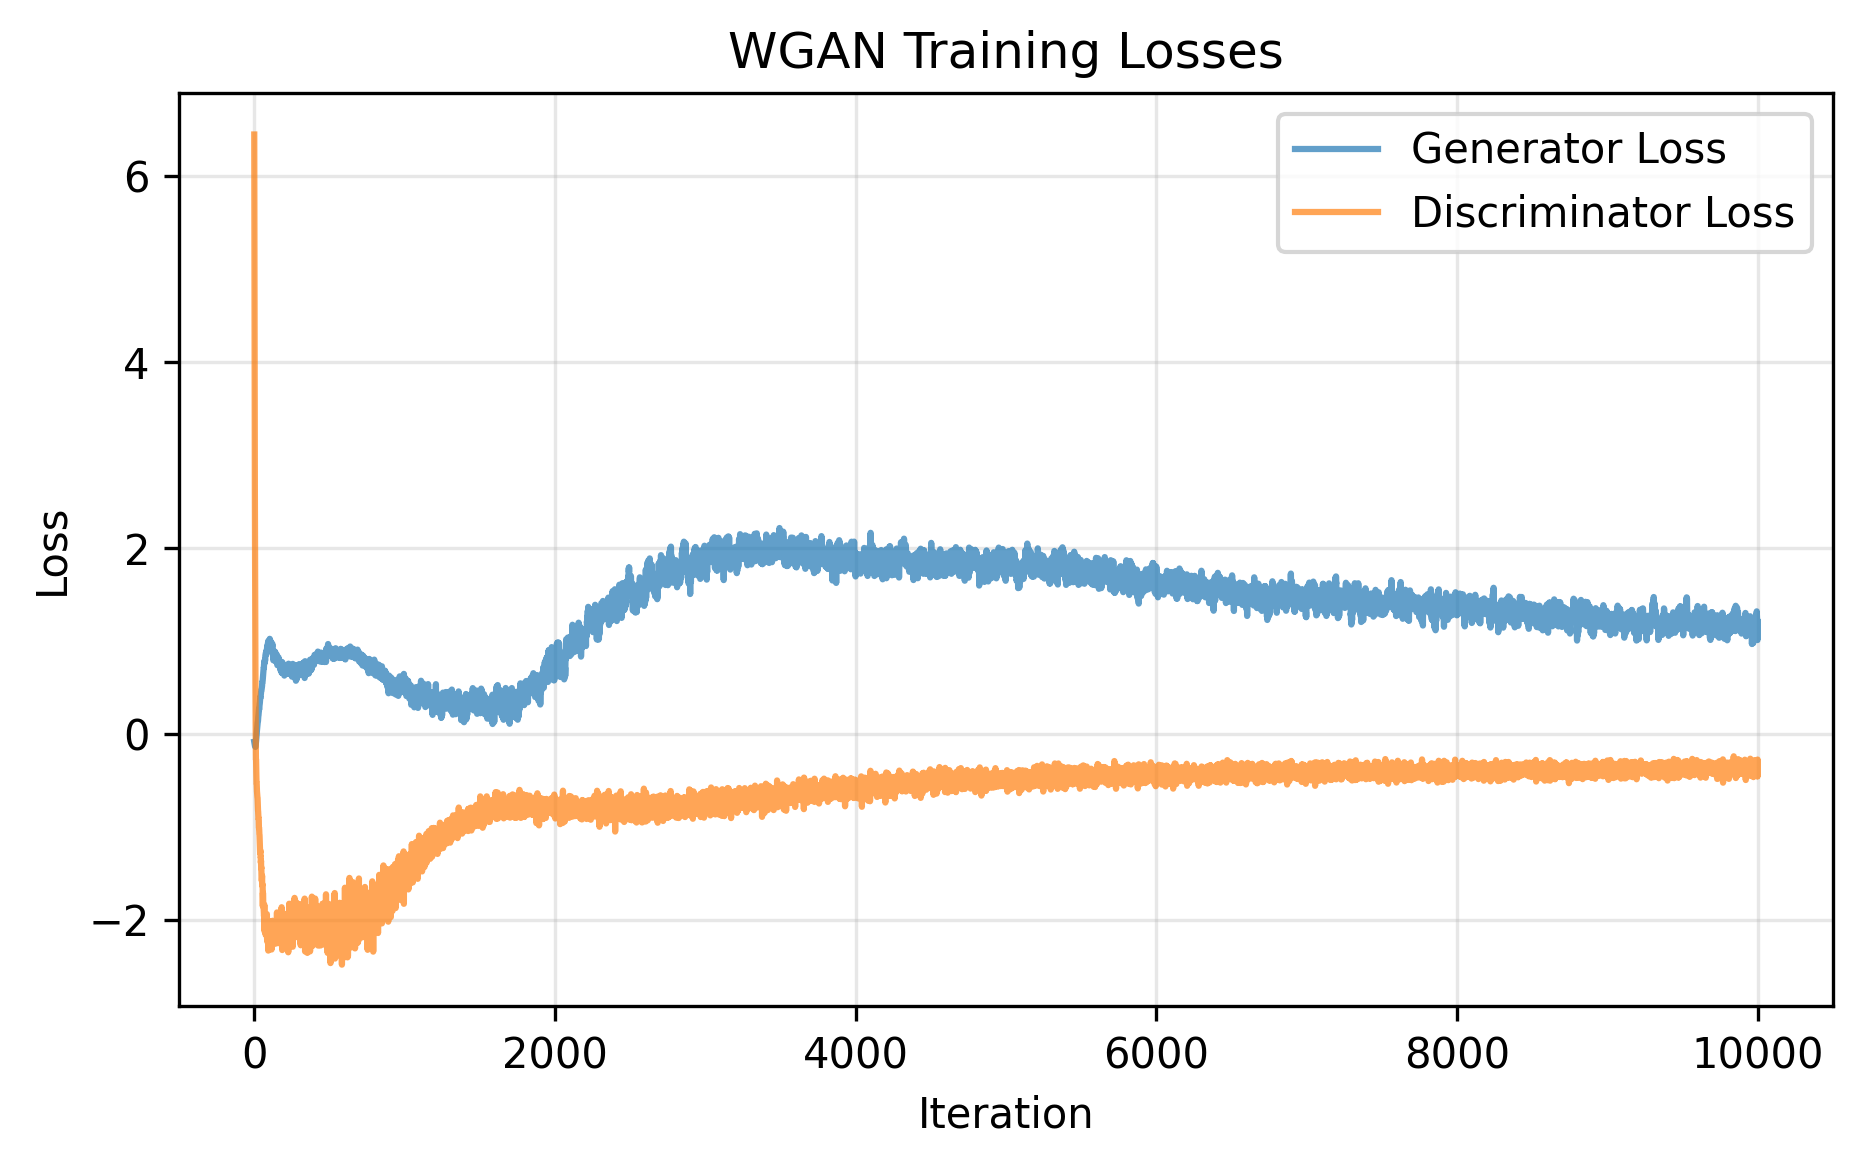 WGAN Training Losses
Generator Loss
Discriminator Loss
6
4
2
0
−2
Loss
0 2000 4000 6000 8000 10000
Iteration